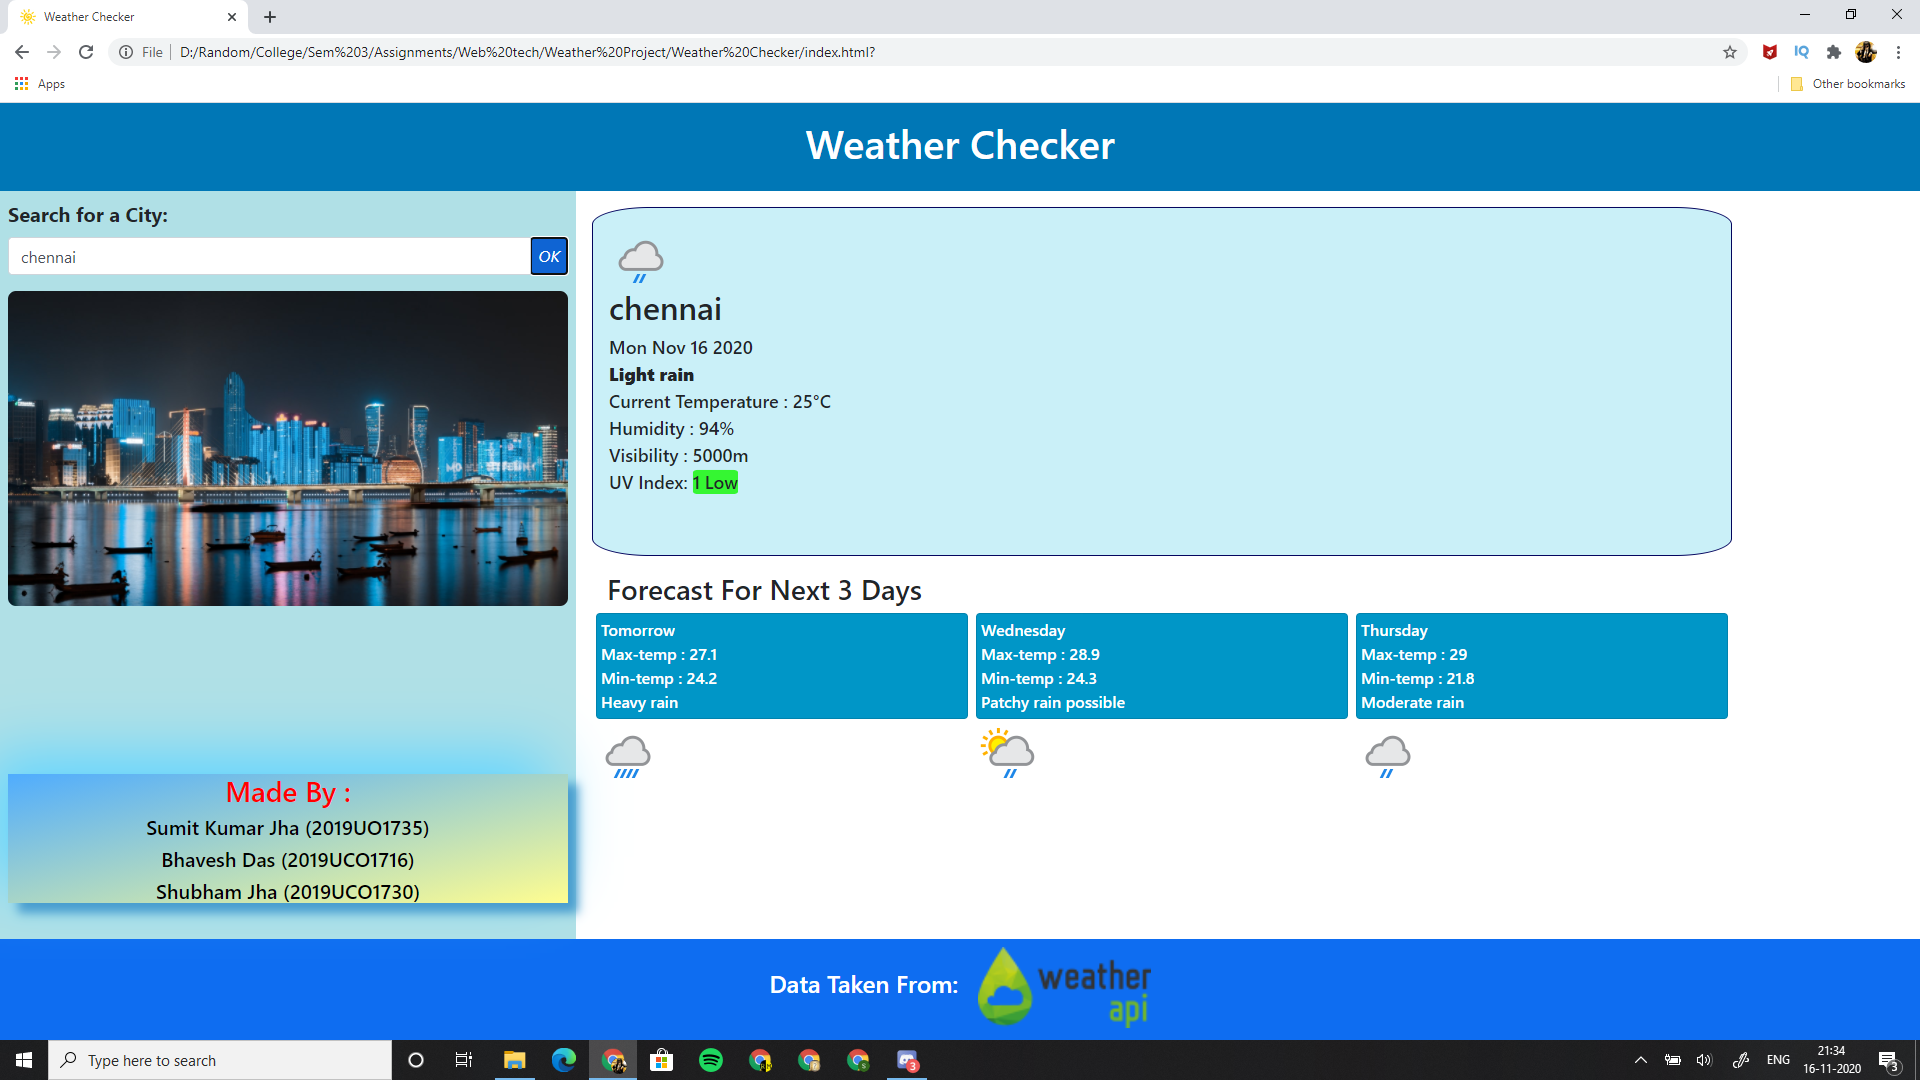 Weather Checker
File
D:/Random/College/Sem%203/Assignments/Web%20tech/Weather%20Project/Weather%20Checker/index.html?
IQ
Apps
Other bookmarks
Weather Checker
Search for a City:
chennai
OK
chennai
Mon Nov 16 2020
Light rain
Current Temperature : 25°C
Humidity : 94%
Visibility : 5000m
UV Index: 1 Low
Forecast For Next 3 Days
Tomorrow
Max-temp : 27.1
Min-temp : 24.2
Heavy rain
Wednesday
Max-temp : 28.9
Min-temp : 24.3
Patchy rain possible
Thursday
Max-temp : 29
Min-temp : 21.8
Moderate rain
Made By :
Sumit Kumar Jha (2019UO1735)
Bhavesh Das (2019UCO1716)
Shubham Jha (2019UCO1730)
Data Taken From:
weather
api
Type here to search
3
ENG
21:34
16-11-2020
3